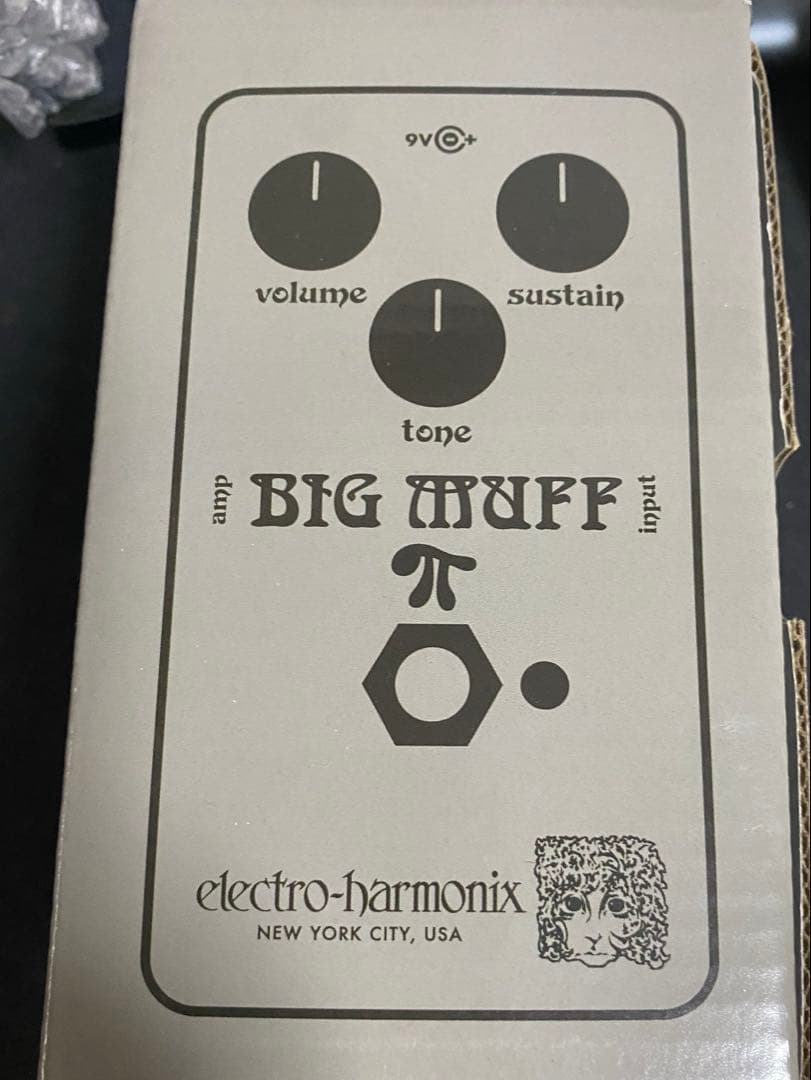 9V
volume
sustain
tone
amp
BIG MUFF
input
π
electro-harmonix
NEW YORK CITY, USA